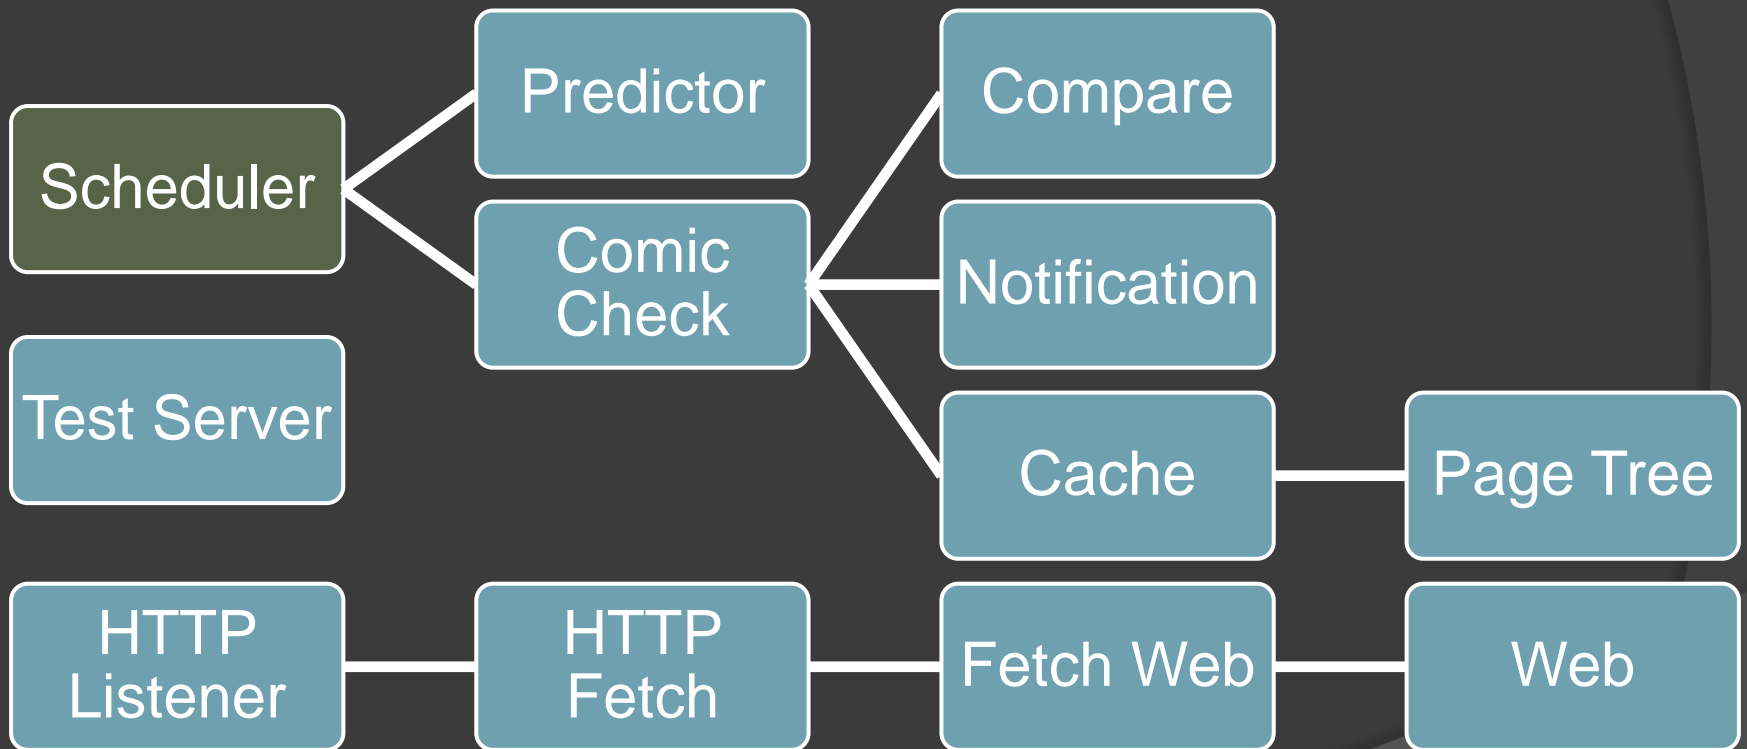 Predictor
Compare
Scheduler
Comic
Check
Notification
Test Server
Cache
Page Tree
HTTP
Listener
HTTP
Fetch
Fetch Web
Web